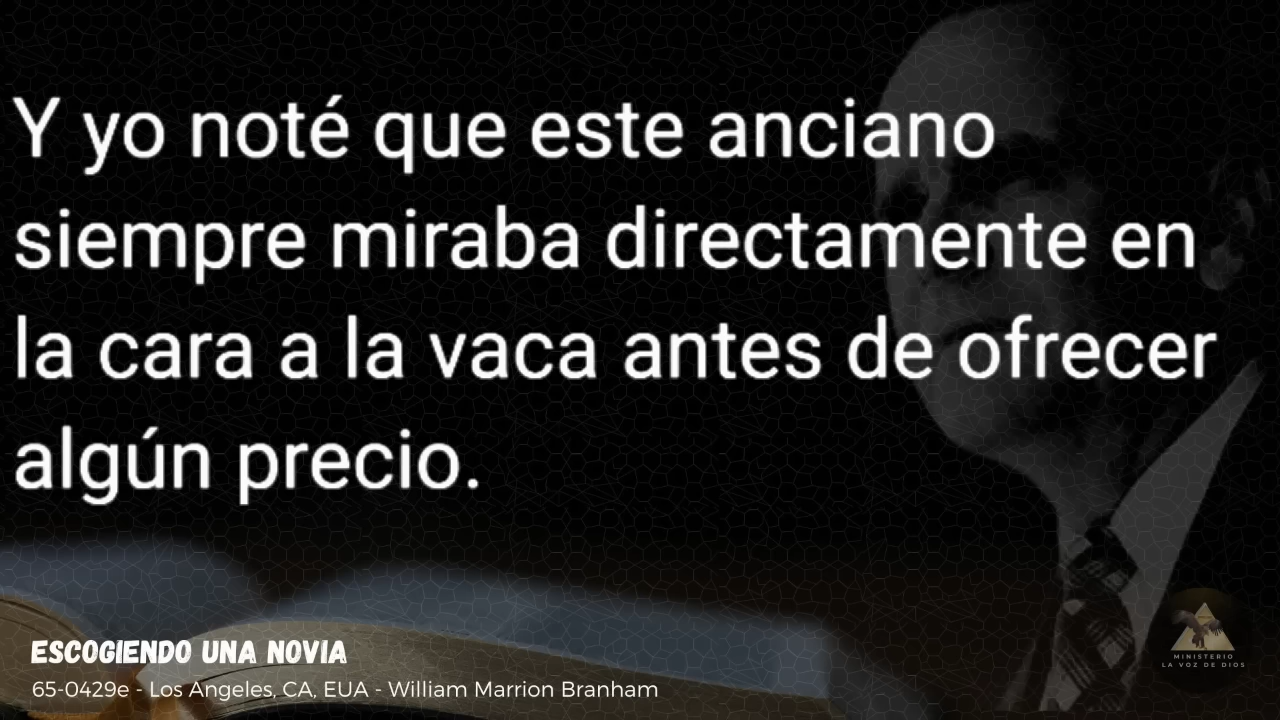 Y yo noté que este anciano
siempre miraba directamente en
la cara a la vaca antes de ofrecer
algún precio.
ESCOGIENDO UNA NOVIA
65-0429e - Los Angeles, CA, EUA - William Marrion Branham
MINISTERIO
LA VOZ DE DIOS